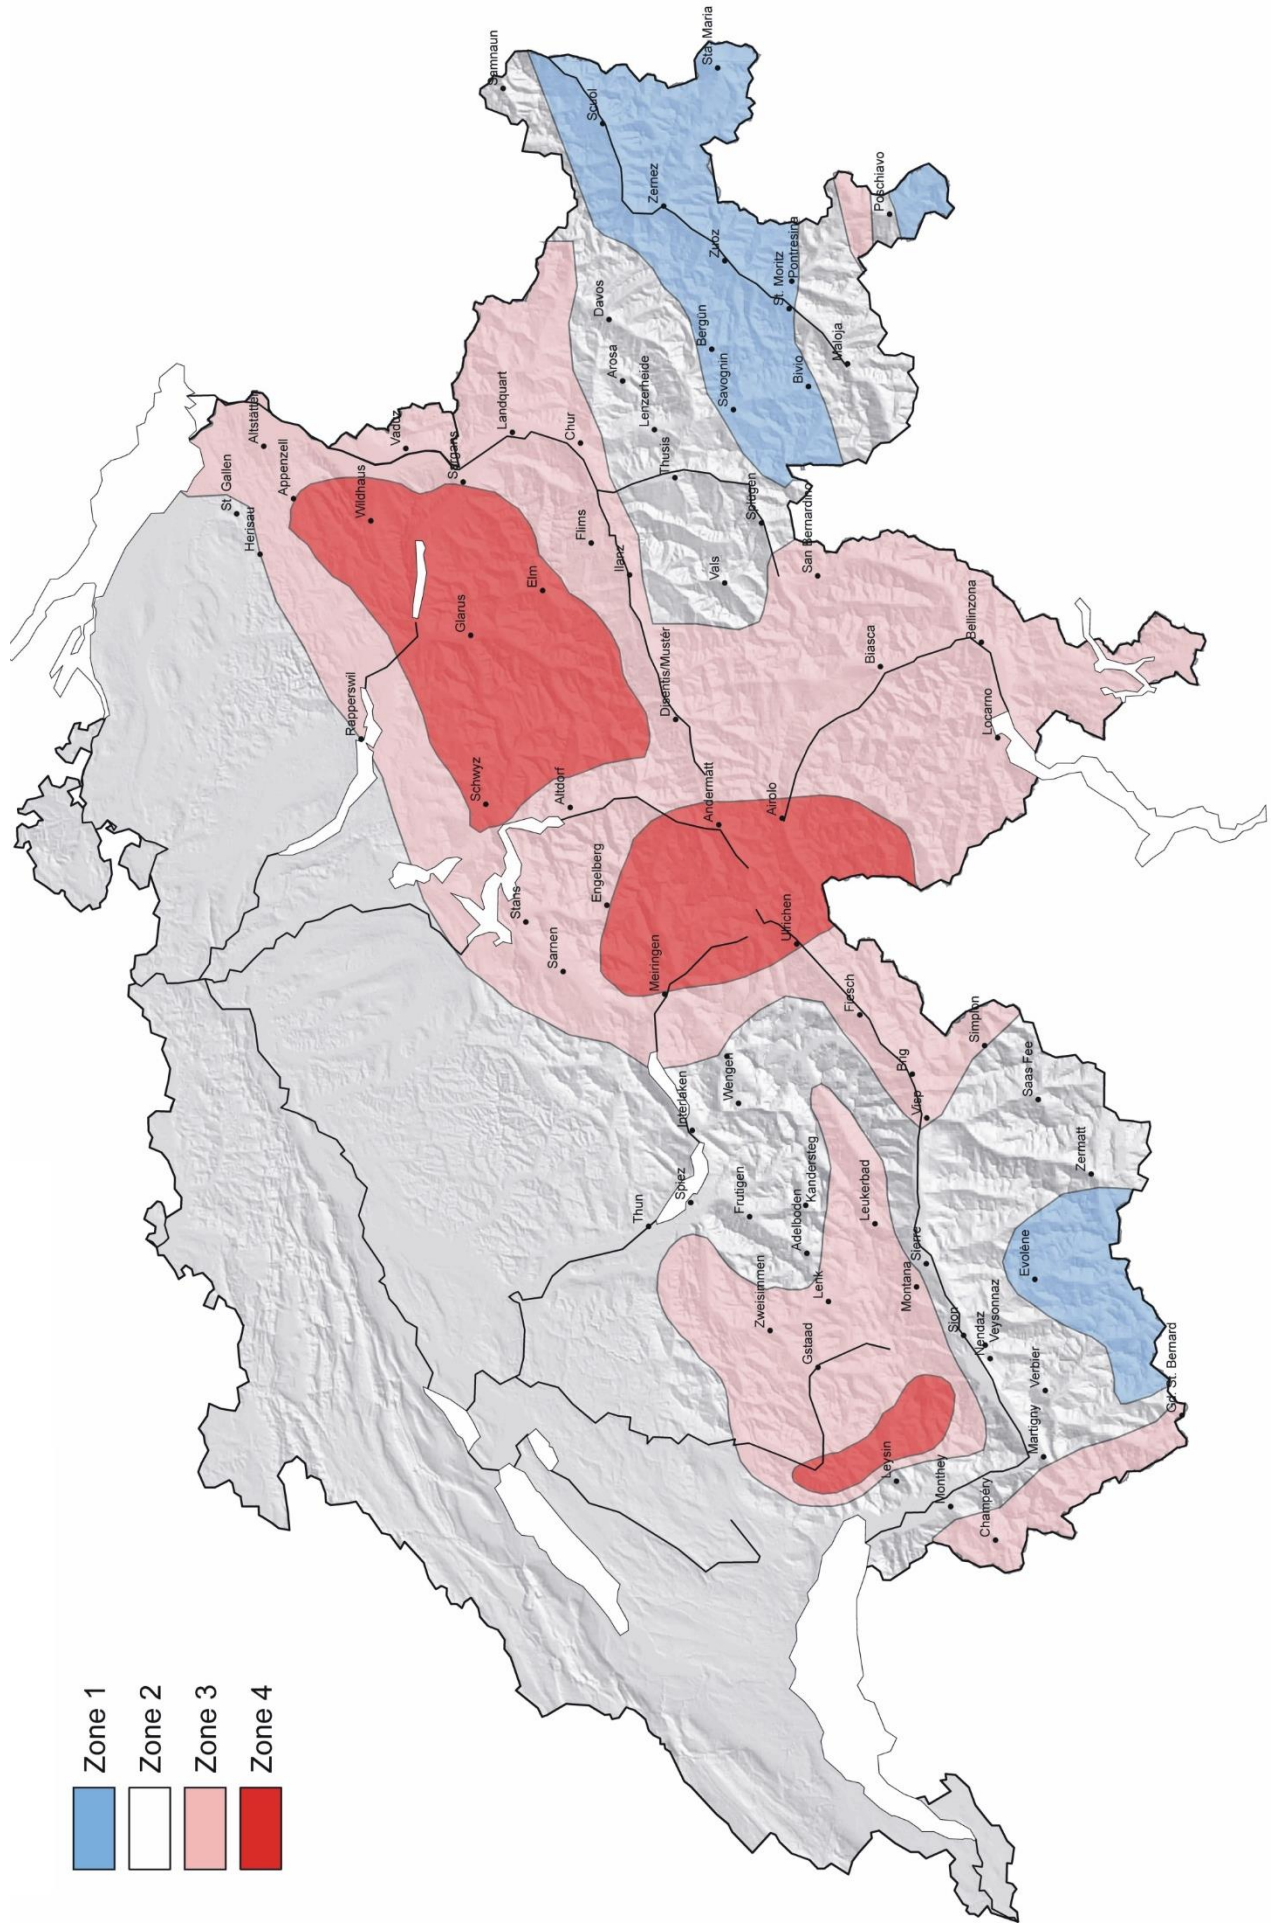 Zone 1
Zone 2
Zone 3
Zone 4
St. Gallen
Altstätten
Herisau
Appenzell
Rapperswil
Wildhaus
Vaduz
Sargans
Glarus
Schwyz
Landquart
Samnaun
Elm
Altdorf
Stans
Sarnen
Flims
Chur
Scuol
Engelberg
Ilanz
Arosa
Davos
Thun
Meiringen
Disentis/Mustér
Lenzerheide
Zernez
Spiez
Interlaken
Thusis
Andermatt
Vals
Bergün
Zuoz
Sta. Maria
Wengen
Frutigen
Savognin
Zweisimmen
Splügen
Airolo
Ulrichen
St. Moritz
Pontresina
Adelboden
Kandersteg
Bivio
Gstaad
Lenk
San Bernardino
Maloja
Fiesch
Leukerbad
Biasca
Poschiavo
Leysin
Brig
Montana
Sierre
Visp
Monthey
Sion
Bellinzona
Simplon
Nendaz
Veysonnaz
Champéry
Locarno
Evolène
Saas Fee
Martigny
Verbier
Zermatt
Gd. St. Bernard